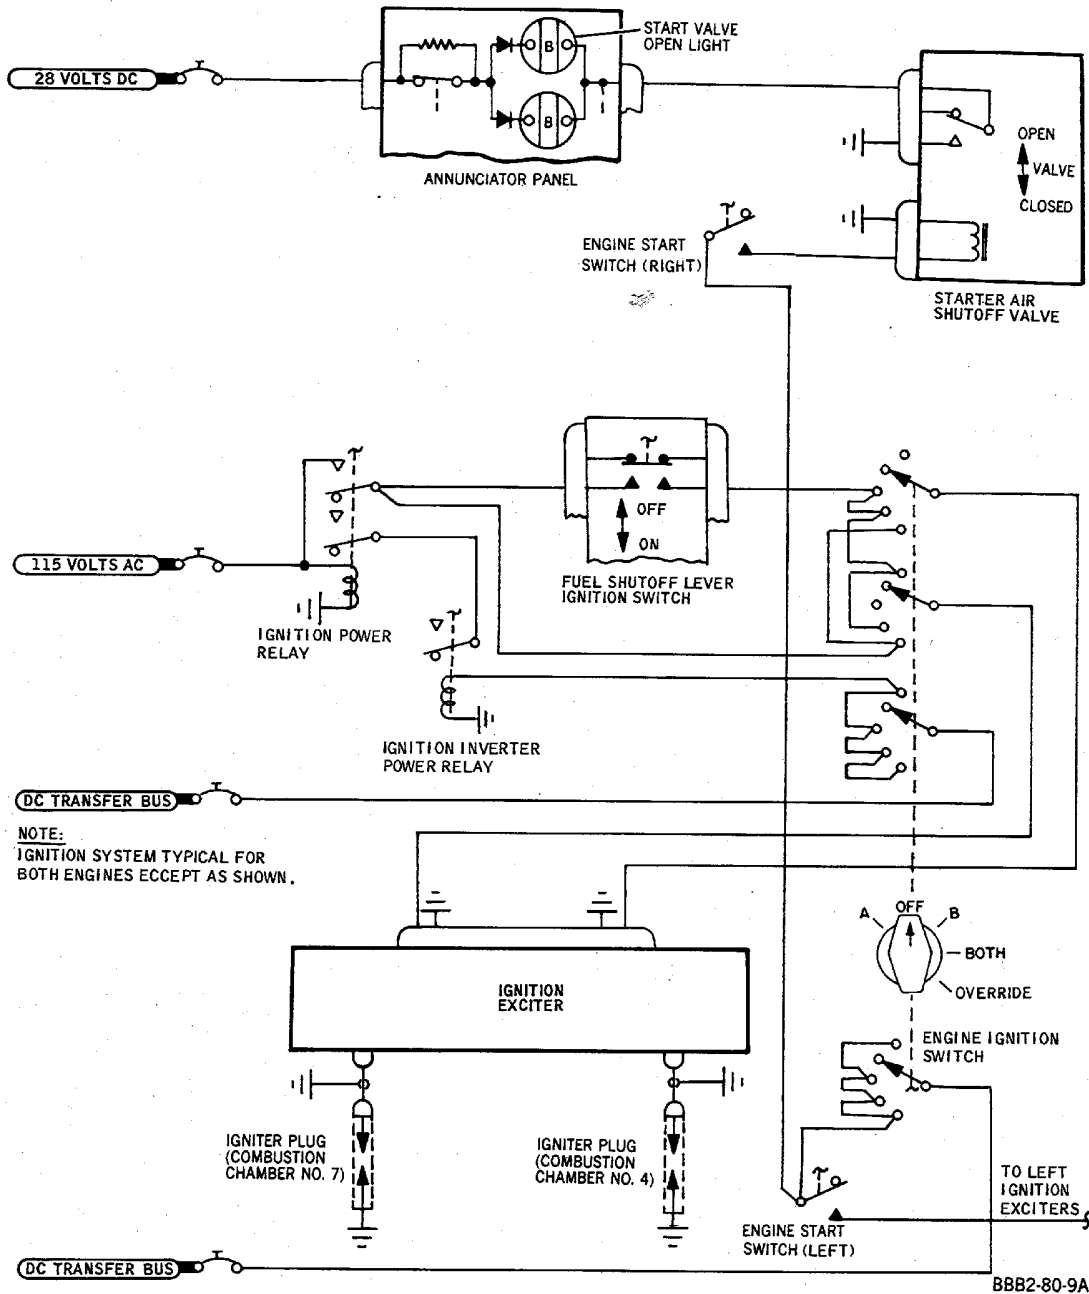 START VALVE
OPEN LIGHT
28 VOLTS DC
B
B
ANNUNCIATOR PANEL
OPEN
VALVE
CLOSED
ENGINE START
SWITCH (RIGHT)
STARTER AIR
SHUTOFF VALVE
OFF
ON
115 VOLTS AC
FUEL SHUTOFF LEVER
IGNITION SWITCH
IGNITION POWER
RELAY
IGNITION INVERTER
POWER RELAY
DC TRANSFER BUS
NOTE:
IGNITION SYSTEM TYPICAL FOR
BOTH ENGINES ECCEPT AS SHOWN.
A
OFF
B
BOTH
OVERRIDE
IGNITION
EXCITER
ENGINE IGNITION
SWITCH
IGNITER PLUG
(COMBUSTION
CHAMBER NO. 7)
IGNITER PLUG
(COMBUSTION
CHAMBER NO. 4)
TO LEFT
IGNITION
EXCITERS
ENGINE START
SWITCH (LEFT)
DC TRANSFER BUS
BBB2-80-9A